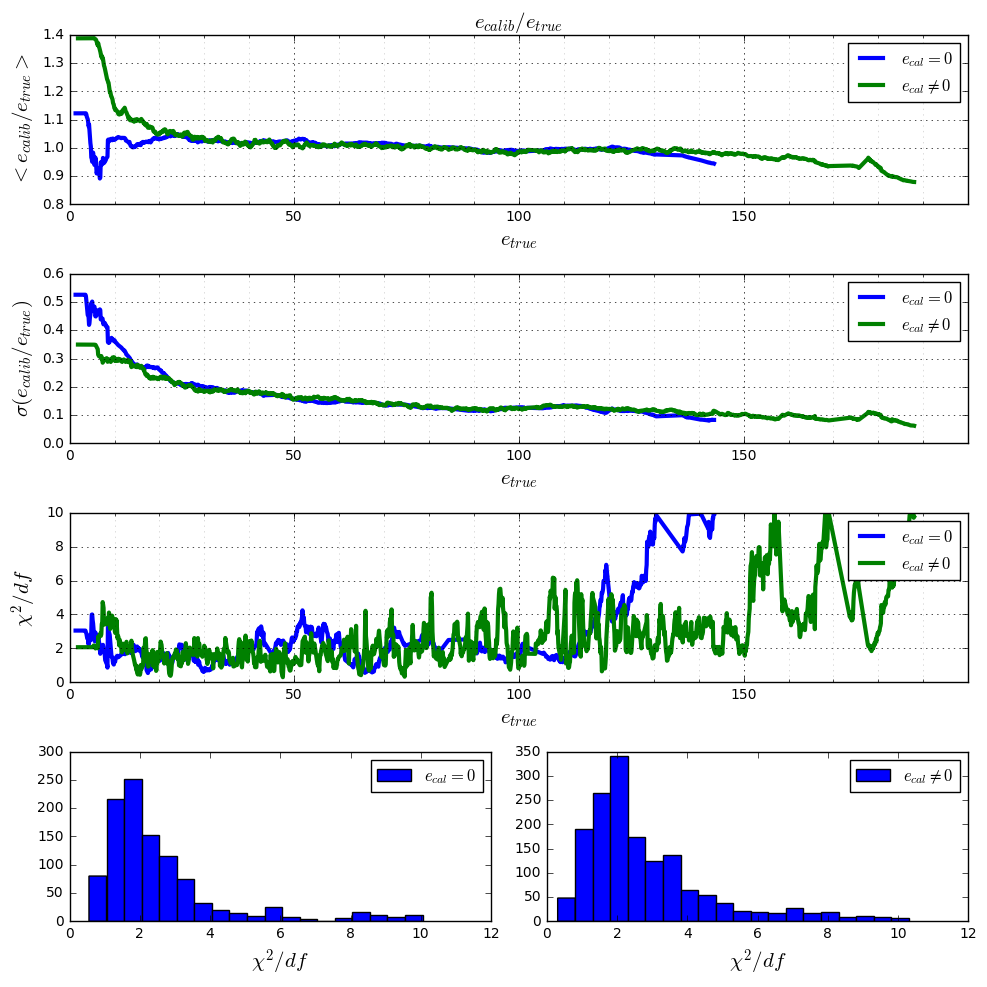 e_{calib}/e_{true}
< e_{calib}/e_{true} >
1.4
1.3
1.2
1.1
1.0
0.9
0.8
e_{cal} = 0
e_{cal} ≠ 0
0 50 100 150
e_{true}
σ(e_{calib}/e_{true})
0.6
0.5
0.4
0.3
0.2
0.1
0.0
e_{cal} = 0
e_{cal} ≠ 0
0 50 100 150
e_{true}
χ²/df
10
8
6
4
2
0
e_{cal} = 0
e_{cal} ≠ 0
0 50 100 150
e_{true}
300
250
200
150
100
50
0
e_{cal} = 0
0 2 4 6 8 10 12
χ²/df
350
300
250
200
150
100
50
0
e_{cal} ≠ 0
0 2 4 6 8 10 12
χ²/df